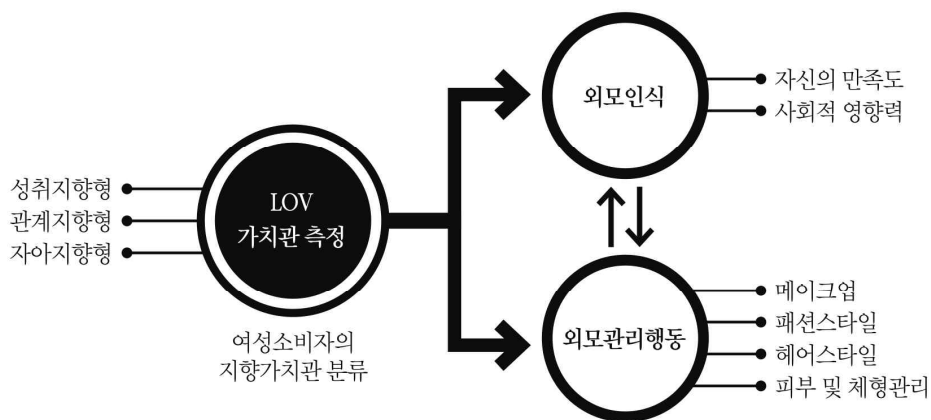 성취지향형
관계지향형
자아지향형
LOV
가치관 측정
여성소비자의
지향가치관 분류
외모인식
자신의 만족도
사회적 영향력
외모관리행동
메이크업
패션스타일
헤어스타일
피부 및 체형관리